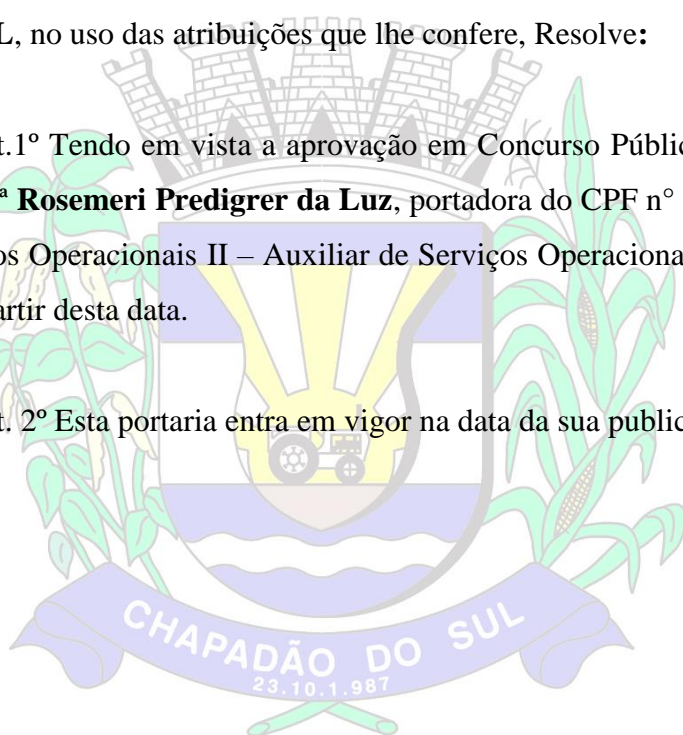 L, no uso das atribuições que lhe confere, Resolve:
t.1º Tendo em vista a aprovação em Concurso Públic
ª Rosemeri Predigrer da Luz, portadora do CPF n°
os Operacionais II – Auxiliar de Serviços Operaciona
artir desta data.
t. 2º Esta portaria entra em vigor na data da sua public
CHAPADÃO DO SUL
23.10.1.987